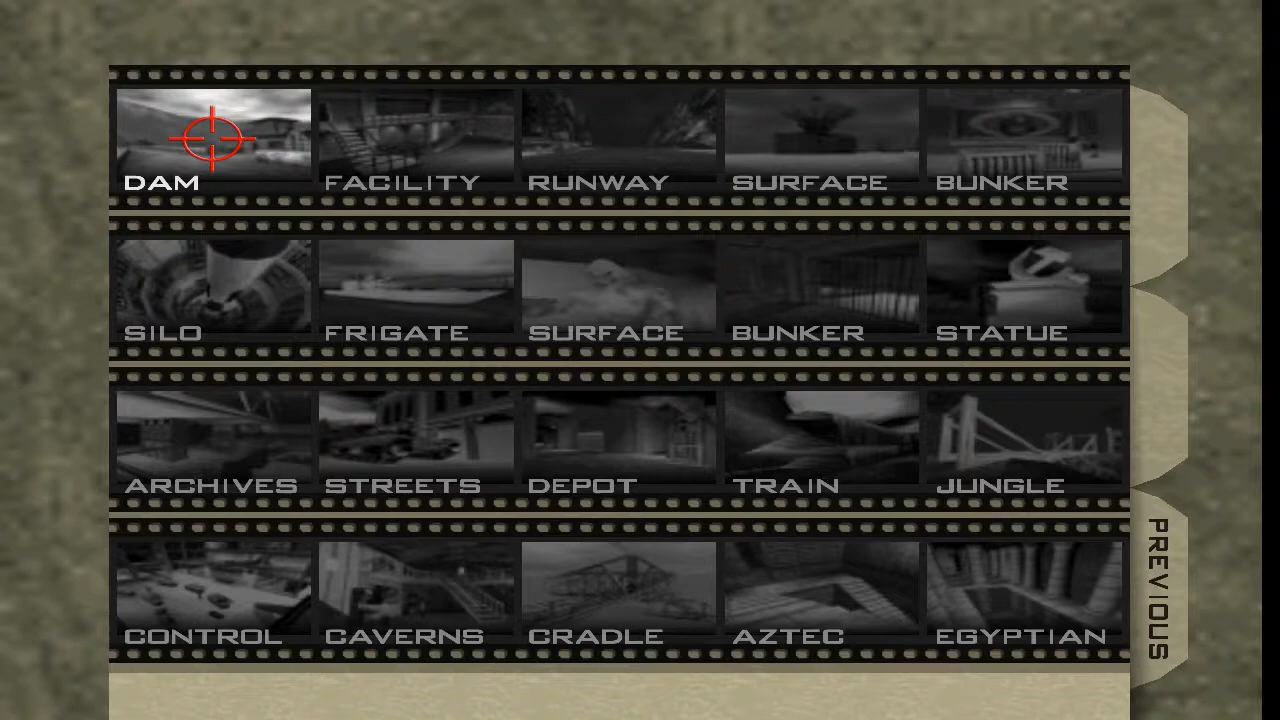 DAM FACILITY RUNWAY SURFACE BUNKER
SILO FRIGATE SURFACE BUNKER STATUE
ARCHIVES STREETS DEPOT TRAIN JUNGLE
CONTROL CAVERNS CRADLE AZTEC EGYPTIAN
PREVIOUS